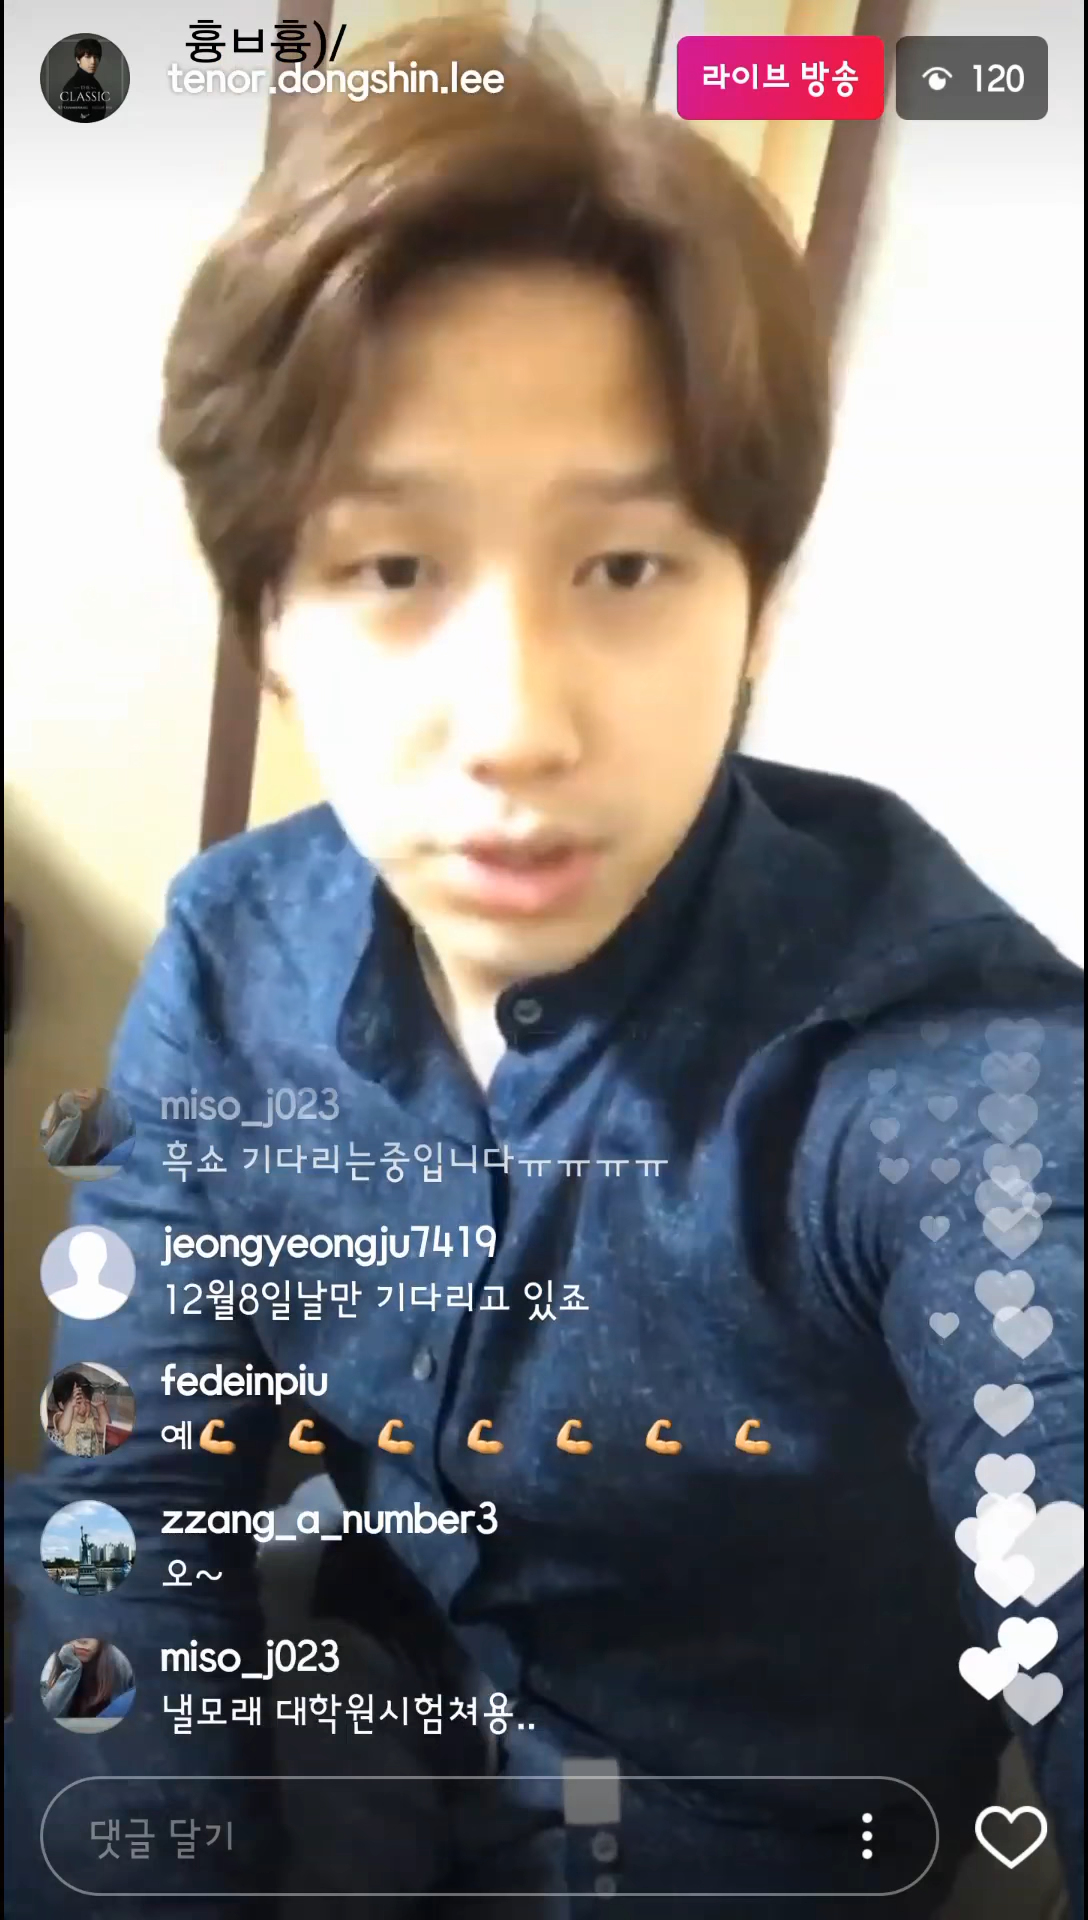 흉ㅂ흉)/
tenor.dongshin.lee
라이브 방송
120
CLASSIC
miso_j023
흑쇼 기다리는중입니다ㅠㅠㅠㅠ
jeongyeongju7419
12월8일날만 기다리고 있죠
fedeinpiu
예💪 💪 💪 💪 💪 💪 💪
zzang_a_number3
오~
miso_j023
낼모래 대학원시험쳐용..
댓글 달기